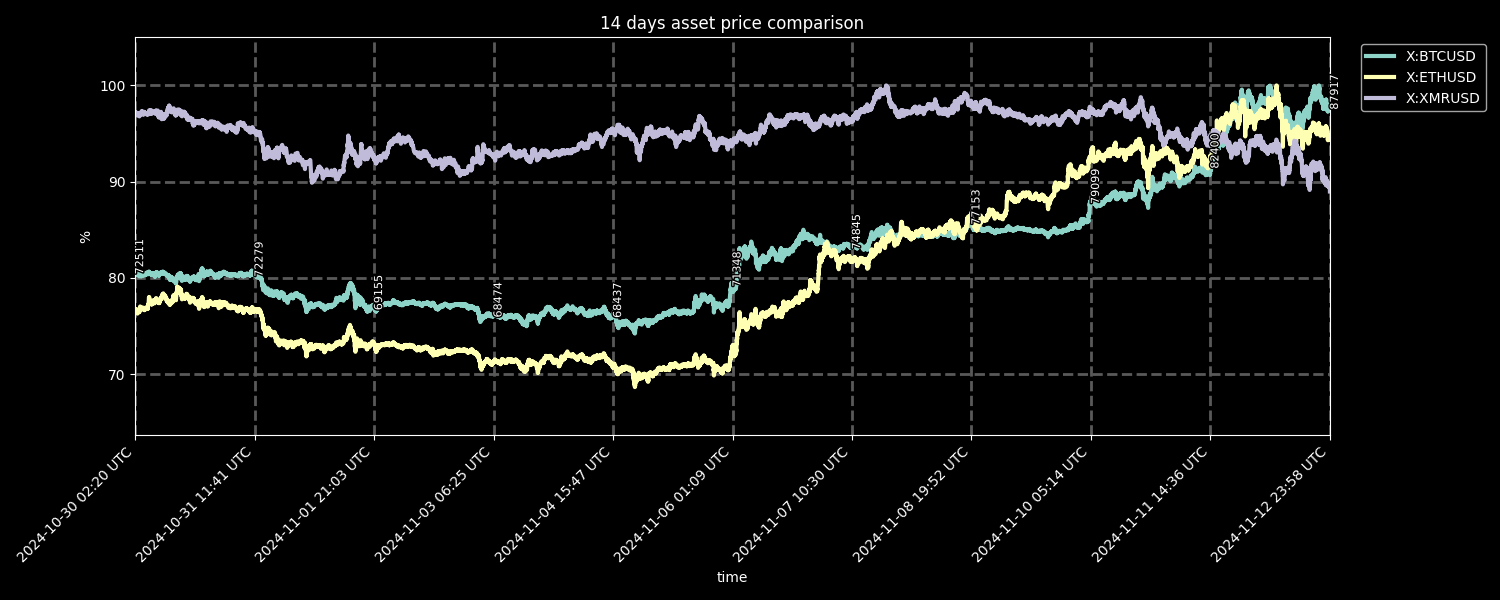 14 days asset price comparison
X:BTCUSD
X:ETHUSD
X:XMRUSD
100
90
80
70
%
72511
72279
69155
68474
68437
71348
74845
77153
79099
82400
87917
2024-10-30 02:20 UTC
2024-10-31 11:41 UTC
2024-11-01 21:03 UTC
2024-11-03 06:25 UTC
2024-11-04 15:47 UTC
2024-11-06 01:09 UTC
2024-11-07 10:30 UTC
2024-11-08 19:52 UTC
2024-11-10 05:14 UTC
2024-11-11 14:36 UTC
2024-11-12 23:58 UTC
time